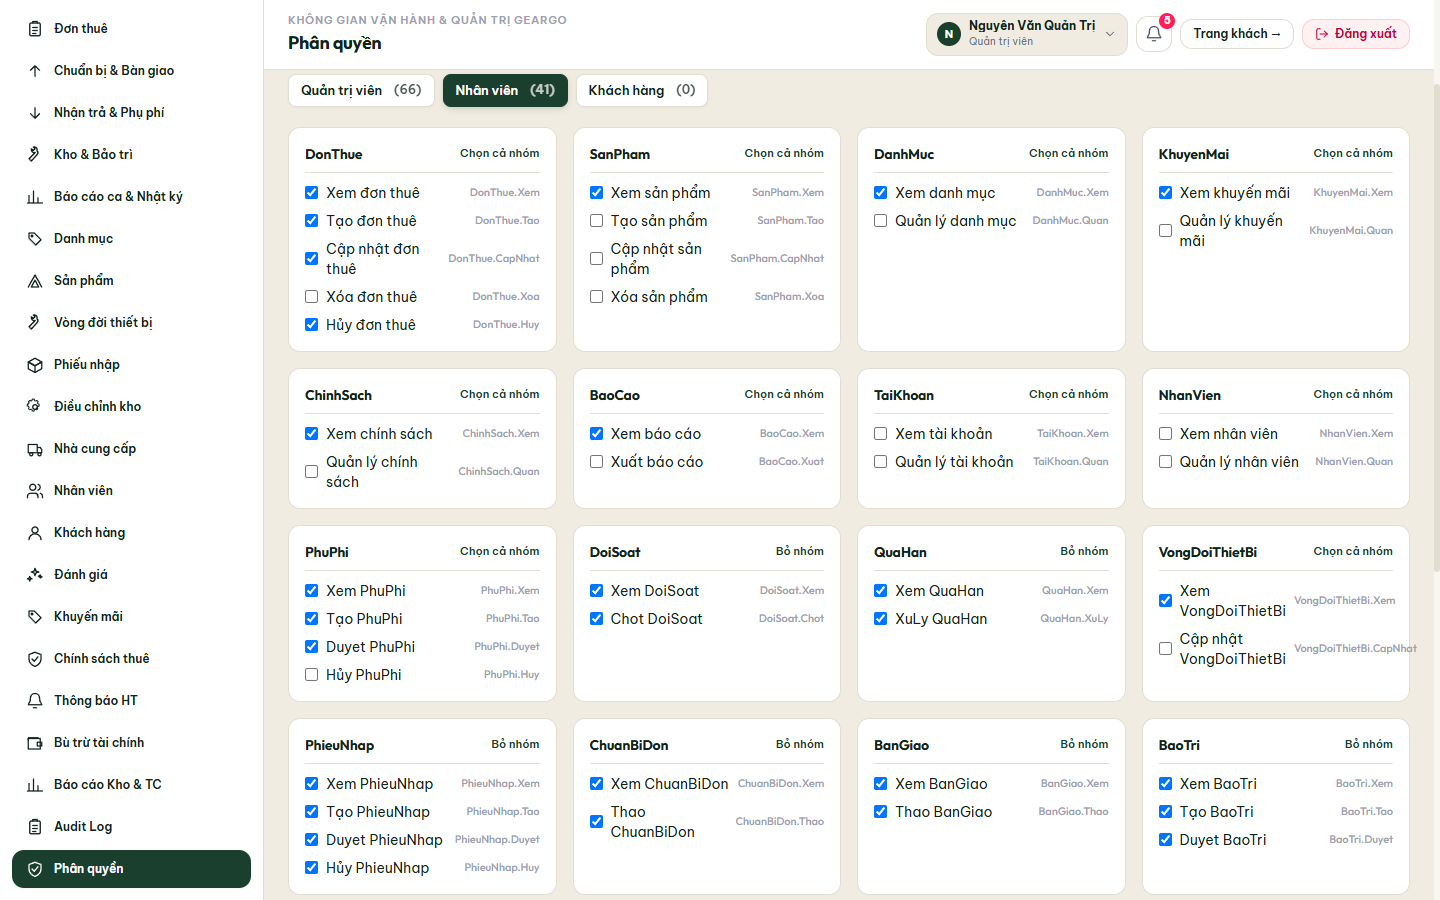 Đơn thuê
Chuẩn bị & Bàn giao
Nhận trả & Phụ phí
Kho & Bảo trì
Báo cáo ca & Nhật ký
Danh mục
Sản phẩm
Vòng đời thiết bị
Phiếu nhập
Điều chỉnh kho
Nhà cung cấp
Nhân viên
Khách hàng
Đánh giá
Khuyến mãi
Chính sách thuê
Thông báo HT
Bù trừ tài chính
Báo cáo Kho & TC
Audit Log
Phân quyền
KHÔNG GIAN VẬN HÀNH & QUẢN TRỊ GEARGO
Phân quyền
N
Nguyễn Văn Quản Trị
Quản trị viên
5
Trang khách →
Đăng xuất
Quản trị viên (66)
Nhân viên (41)
Khách hàng (0)
DonThue Chọn cả nhóm
Xem đơn thuê DonThue.Xem
Tạo đơn thuê DonThue.Tao
Cập nhật đơn
thuê
DonThue.CapNhat
Xóa đơn thuê DonThue.Xoa
Hủy đơn thuê DonThue.Huy
SanPham Chọn cả nhóm
Xem sản phẩm SanPham.Xem
Tạo sản phẩm SanPham.Tao
Cập nhật sản
phẩm
SanPham.CapNhat
Xóa sản phẩm SanPham.Xoa
DanhMuc Chọn cả nhóm
Xem danh mục DanhMuc.Xem
Quản lý danh mục DanhMuc.Quan
KhuyenMai Chọn cả nhóm
Xem khuyến mãi KhuyenMai.Xem
Quản lý khuyến
mãi
KhuyenMai.Quan
ChinhSach Chọn cả nhóm
Xem chính sách ChinhSach.Xem
Quản lý chính
sách
ChinhSach.Quan
BaoCao Chọn cả nhóm
Xem báo cáo BaoCao.Xem
Xuất báo cáo BaoCao.Xuat
TaiKhoan Chọn cả nhóm
Xem tài khoản TaiKhoan.Xem
Quản lý tài khoản TaiKhoan.Quan
NhanVien Chọn cả nhóm
Xem nhân viên NhanVien.Xem
Quản lý nhân viên NhanVien.Quan
PhuPhi Chọn cả nhóm
Xem PhuPhi PhuPhi.Xem
Tạo PhuPhi PhuPhi.Tao
Duyet PhuPhi PhuPhi.Duyet
Hủy PhuPhi PhuPhi.Huy
DoiSoat Bỏ nhóm
Xem DoiSoat DoiSoat.Xem
Chot DoiSoat DoiSoat.Chot
QuaHan Bỏ nhóm
Xem QuaHan QuaHan.Xem
XuLy QuaHan QuaHan.XuLy
VongDoiThietBi Chọn cả nhóm
Xem
VongDoiThietBi
VongDoiThietBi.Xem
Cập nhật
VongDoiThietBi
VongDoiThietBi.CapNhat
PhieuNhap Bỏ nhóm
Xem PhieuNhap PhieuNhap.Xem
Tạo PhieuNhap PhieuNhap.Tao
Duyet PhieuNhap PhieuNhap.Duyet
Hủy PhieuNhap PhieuNhap.Huy
ChuanBiDon Bỏ nhóm
Xem ChuanBiDon ChuanBiDon.Xem
Thao
ChuanBiDon
ChuanBiDon.Thao
BanGiao Bỏ nhóm
Xem BanGiao BanGiao.Xem
Thao BanGiao BanGiao.Thao
BaoTri Bỏ nhóm
Xem BaoTri BaoTri.Xem
Tạo BaoTri BaoTri.Tao
Duyet BaoTri BaoTri.Duyet